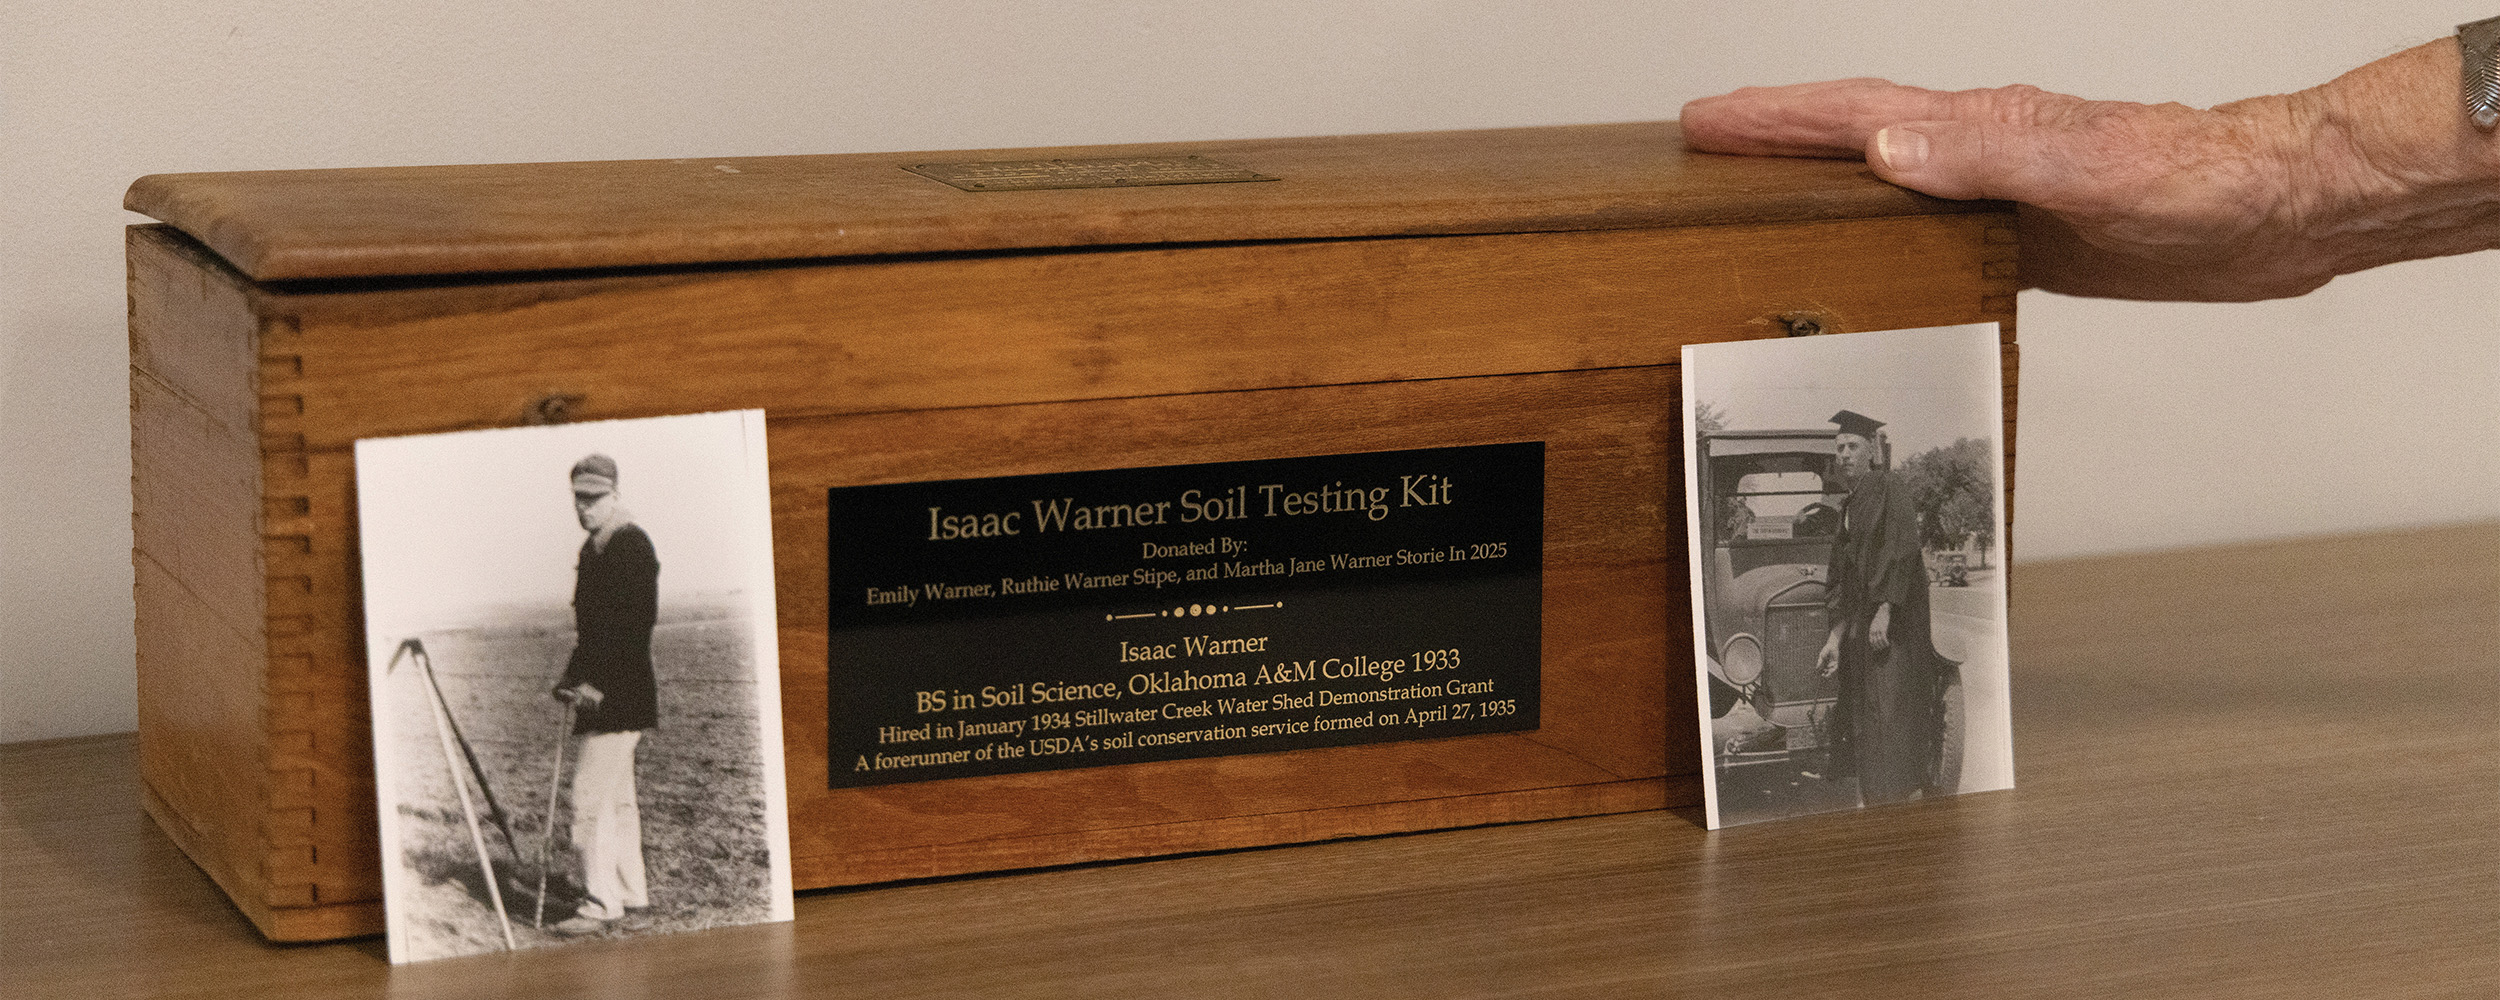 Isaac Warner Soil Testing Kit
Donated By:
Emily Warner, Ruthie Warner Stipe, and Martha Jane Warner Storie In 2025
Isaac Warner
BS in Soil Science, Oklahoma A&M College 1933
Hired in January 1934 Stillwater Creek Water Shed Demonstration Grant
A forerunner of the USDA's soil conservation service formed on April 27, 1935